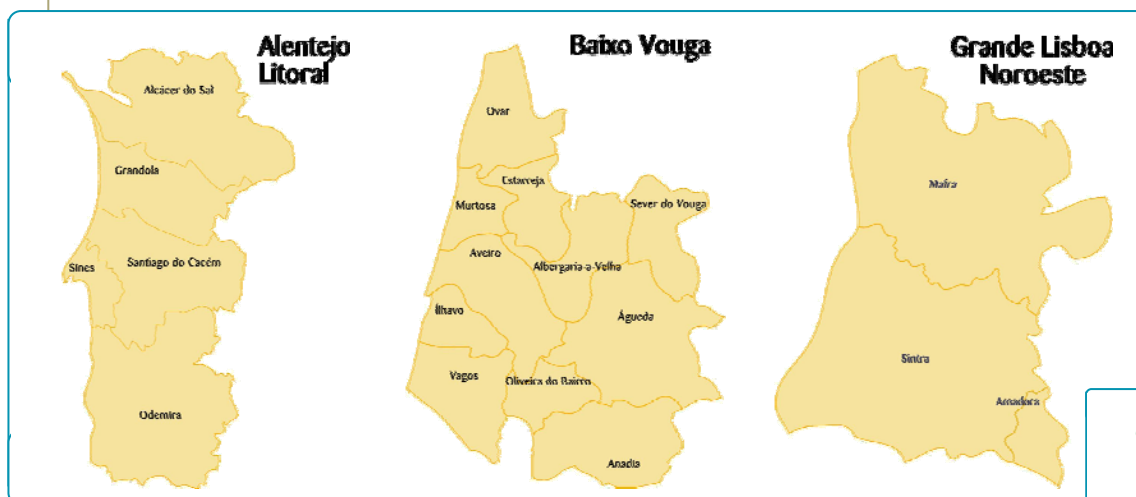 Alentejo
Litoral
Alcácer do Sal
Grandola
Sines
Santiago do Cacém
Odemira
Baixo Vouga
Ovar
Estarreja
Murtosa
Sever do Vouga
Aveiro
Albergaria-a-Velha
Ílhavo
Águeda
Vagos
Oliveira do Bairro
Anadia
Grande Lisboa
Noroeste
Mafra
Sintra
Amadora